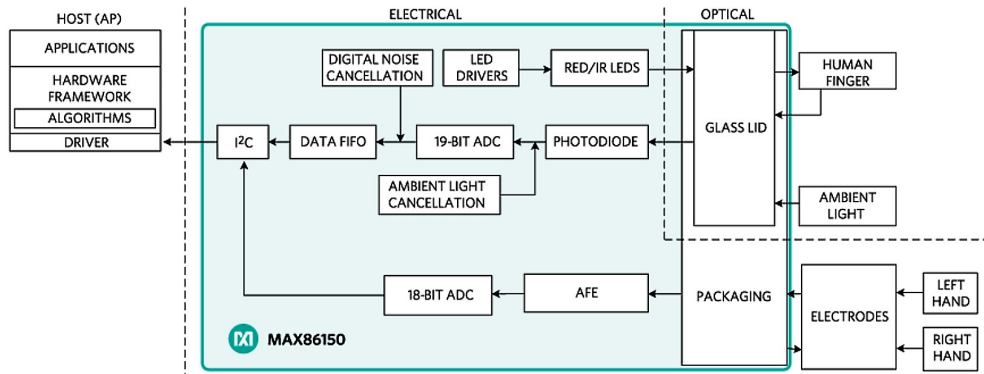 HOST (AP)
ELECTRICAL
OPTICAL
APPLICATIONS
HARDWARE
FRAMEWORK
ALGORITHMS
DRIVER
DIGITAL NOISE
CANCELLATION
LED
DRIVERS
RED/IR LEDS
HUMAN
FINGER
GLASS LID
I²C
DATA FIFO
19-BIT ADC
PHOTODIODE
AMBIENT LIGHT
CANCELLATION
AMBIENT
LIGHT
18-BIT ADC
AFE
PACKAGING
ELECTRODES
LEFT
HAND
RIGHT
HAND
MAX86150